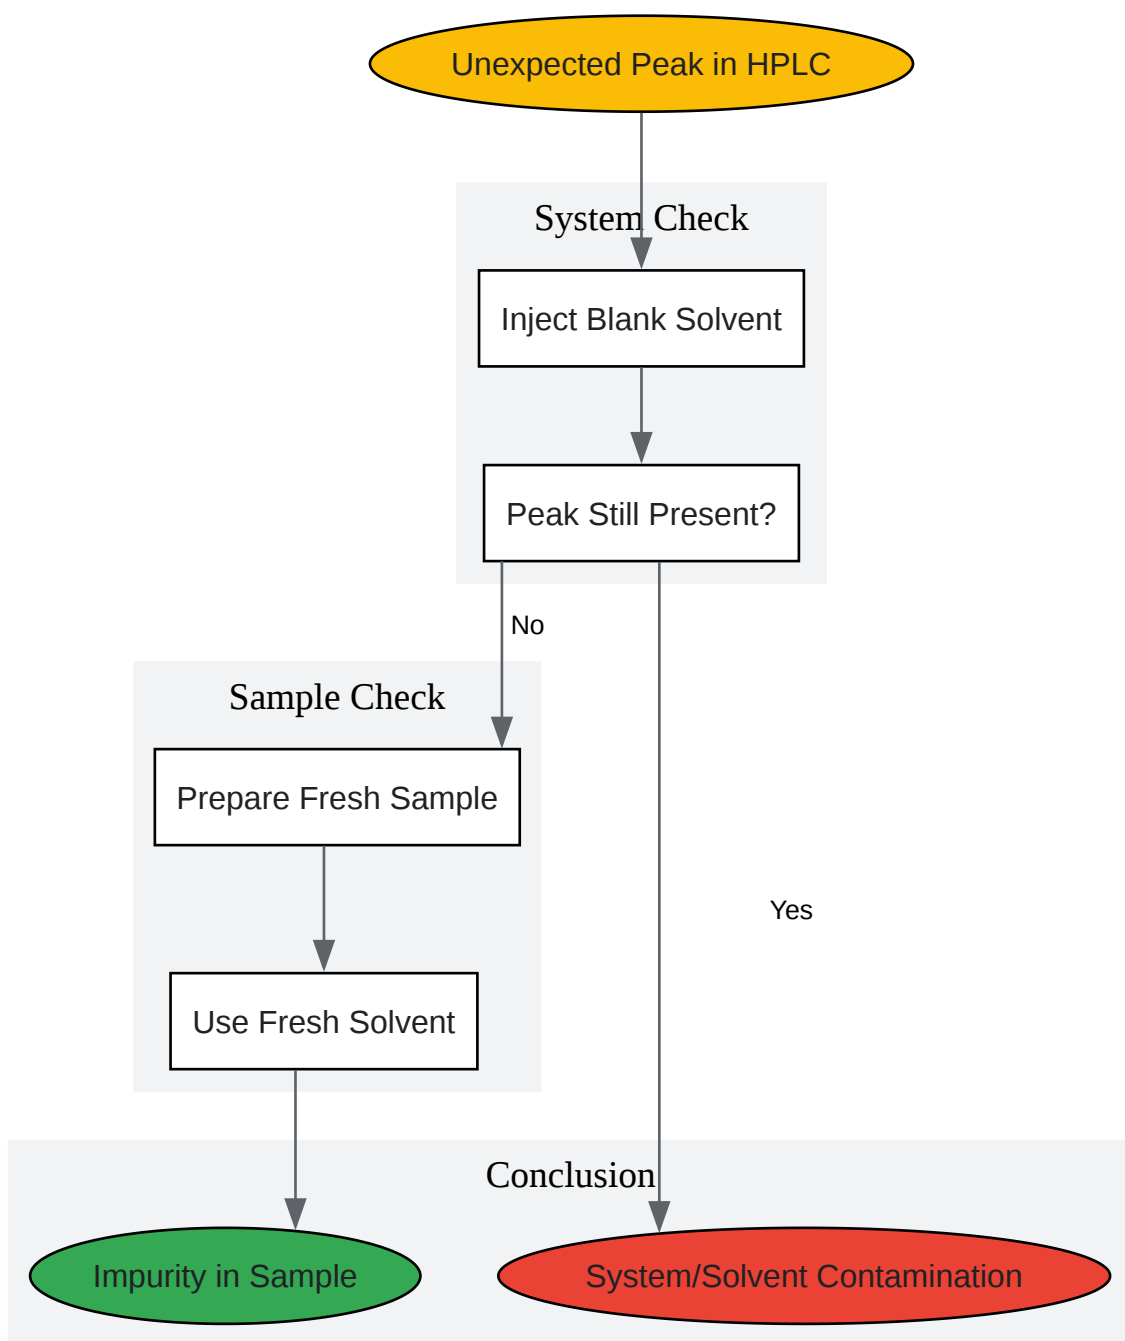 Unexpected Peak in HPLC
System Check
Inject Blank Solvent
Peak Still Present?
No
Sample Check
Prepare Fresh Sample
Yes
Use Fresh Solvent
Conclusion
Impurity in Sample
System/Solvent Contamination